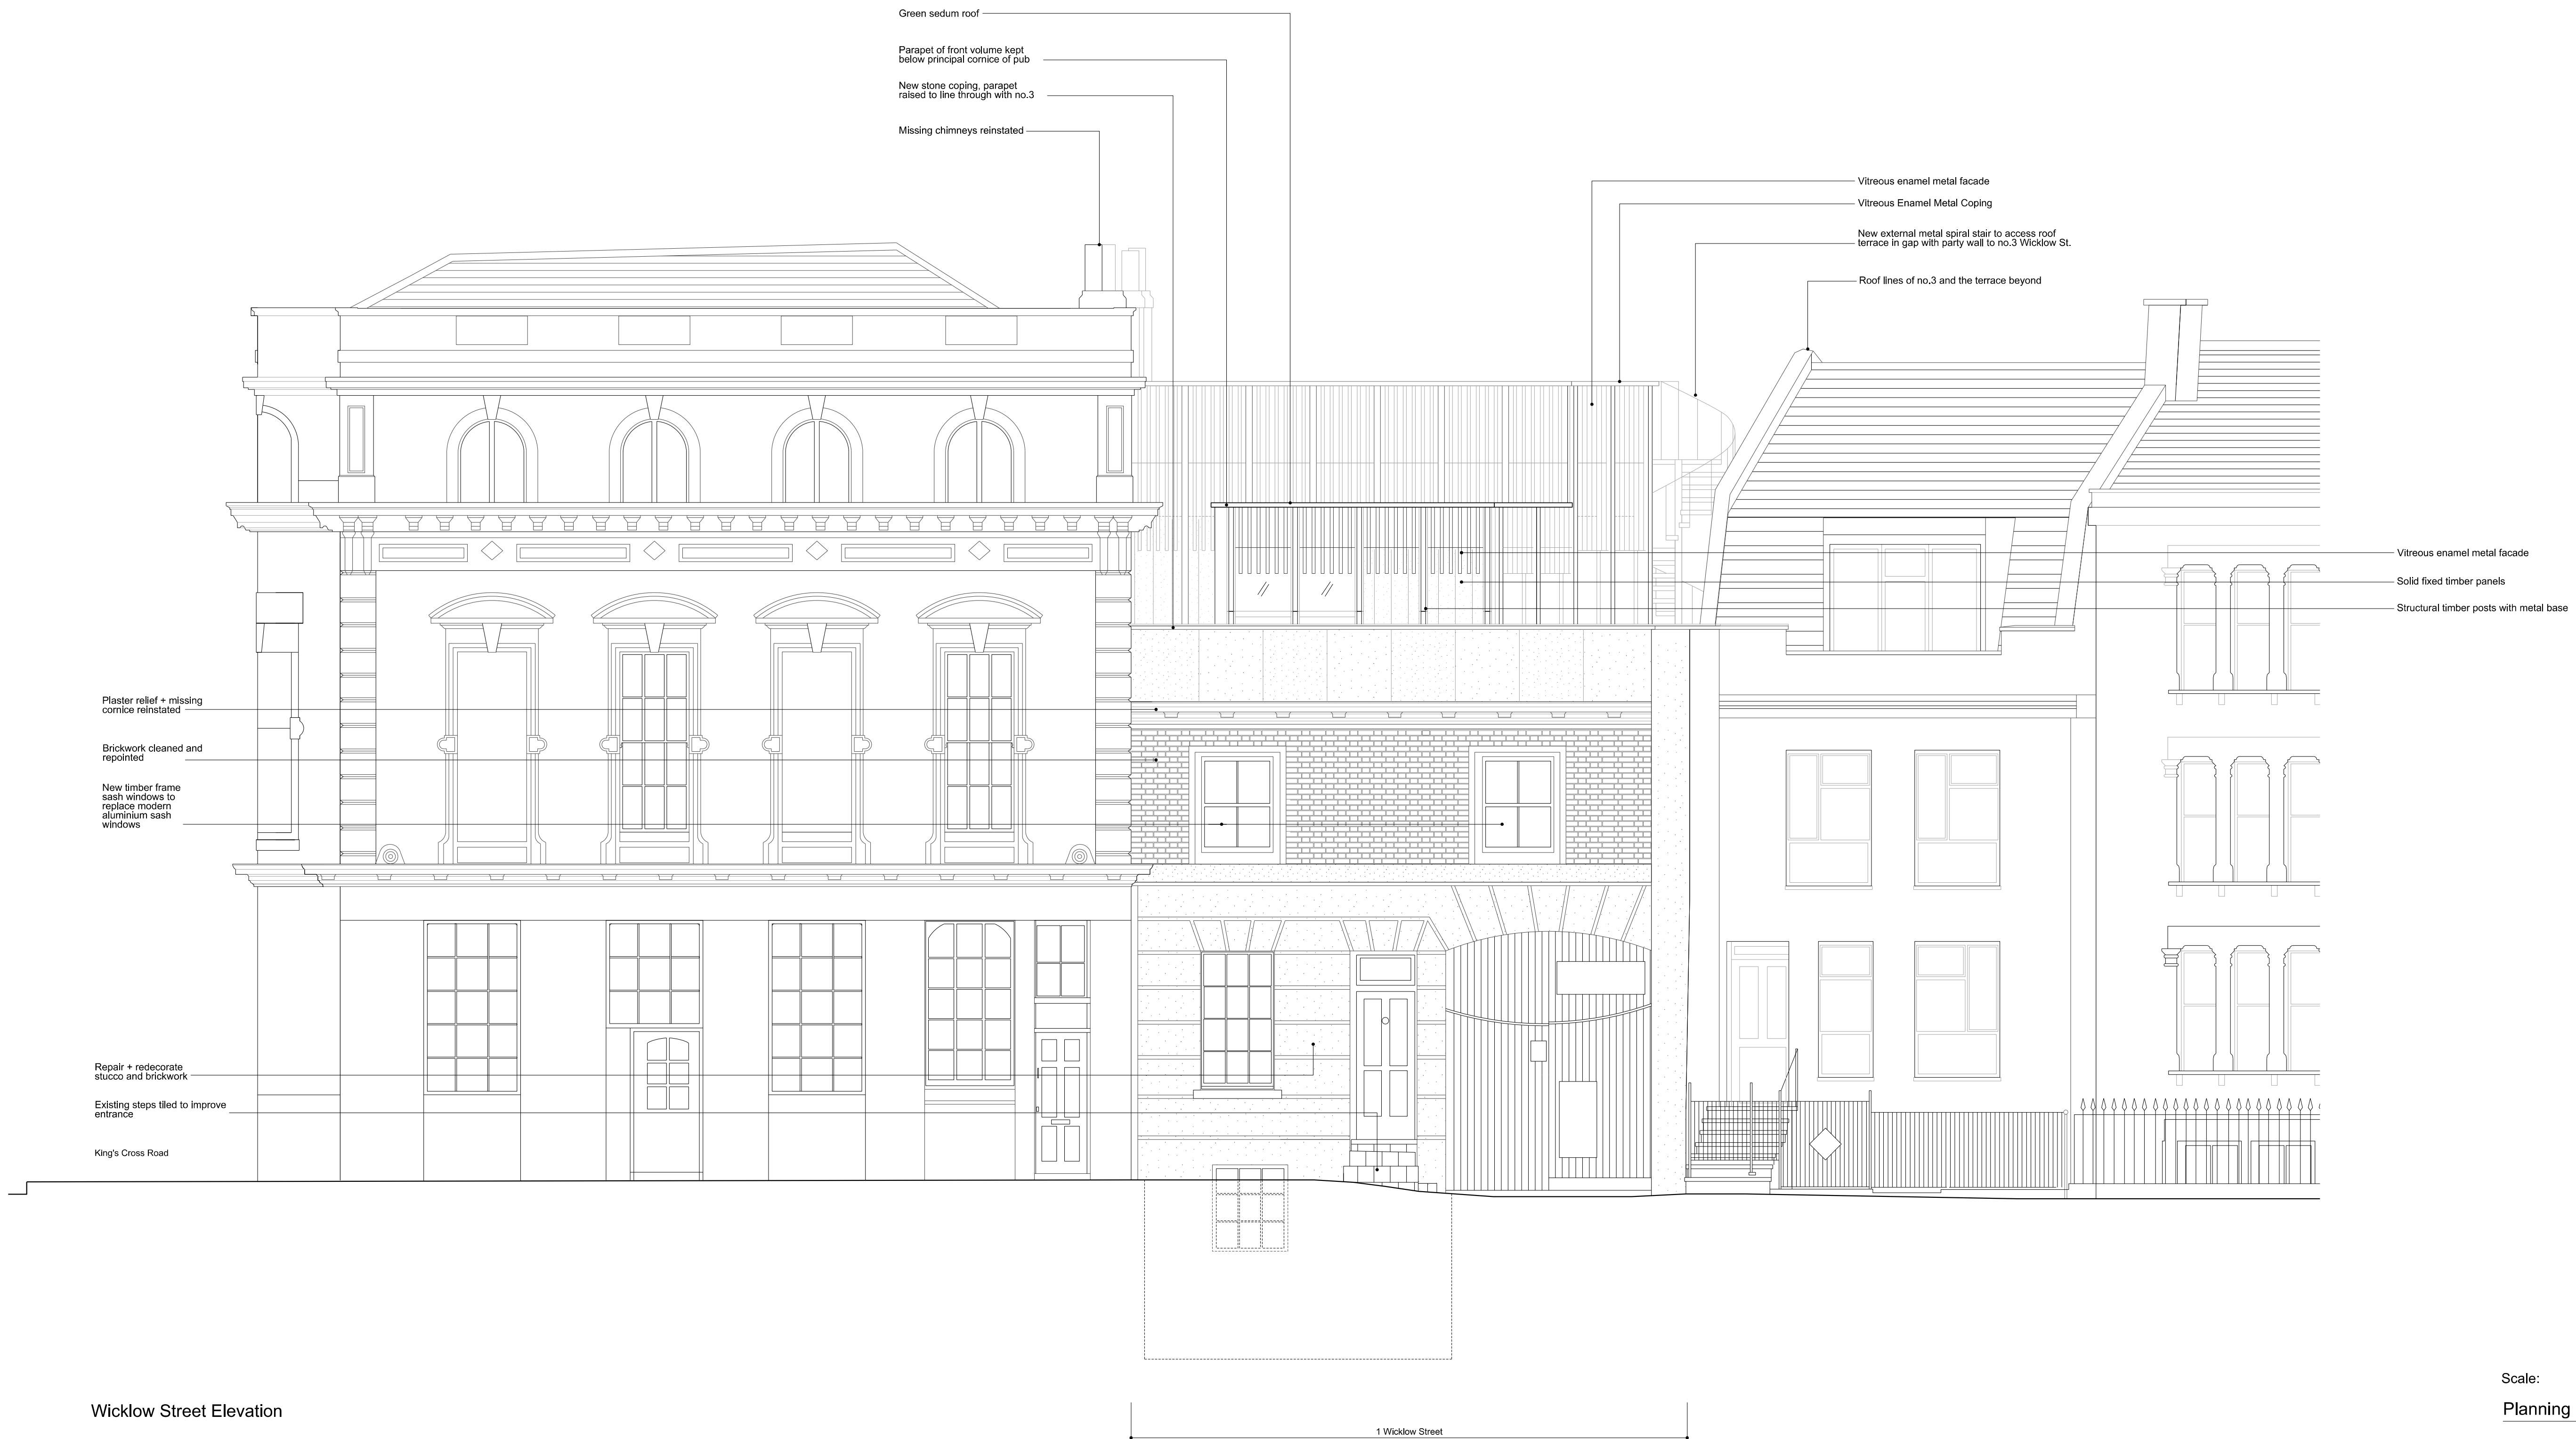 Green sedum roof
Parapet of front volume kept
below principal cornice of pub
New stone coping, parapet
raised to line through with no.3
Missing chimneys reinstated
Vitreous enamel metal facade
Vitreous Enamel Metal Coping
New external metal spiral stair to access roof
terrace in gap with party wall to no.3 Wicklow St.
Roof lines of no.3 and the terrace beyond
Vitreous enamel metal facade
Solid fixed timber panels
Structural timber posts with metal base
Plaster relief + missing
cornice reinstated
Brickwork cleaned and
repointed
New timber frame
sash windows to
replace modern
aluminium sash
windows
Repair + redecorate
stucco and brickwork
Existing steps tiled to improve
entrance
King's Cross Road
Wicklow Street Elevation
1 Wicklow Street
Scale:
Planning